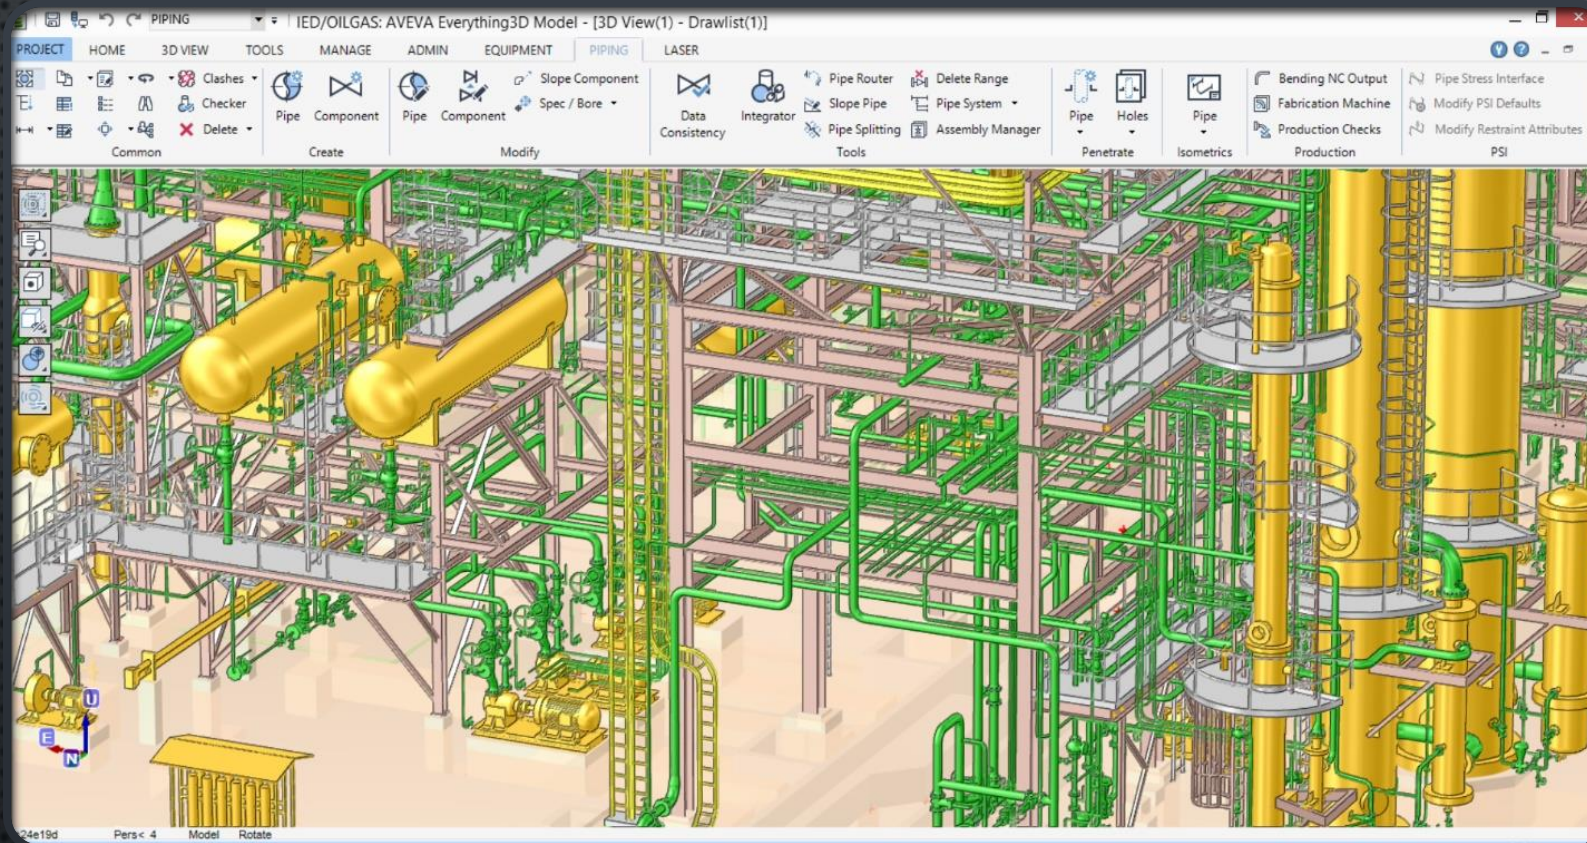 PIPING
IED/OILGAS: AVEVA Everything3D Model - [3D View(1) - Drawlist(1)]
PROJECT HOME 3D VIEW TOOLS MANAGE ADMIN EQUIPMENT PIPING LASER
Clashes
Checker
Delete
Common
Pipe Component
Create
Pipe Component
Slope Component
Spec / Bore
Modify
Data Consistency
Integrator
Pipe Router
Slope Pipe
Pipe Splitting
Delete Range
Pipe System
Assembly Manager
Tools
Pipe Holes
Penetrate
Pipe
Isometrics
Bending NC Output
Fabrication Machine
Production Checks
Production
Pipe Stress Interface
Modify PSI Defaults
Modify Restraint Attributes
PSI
U
E
N
24e19d Pers< 4 Model Rotate